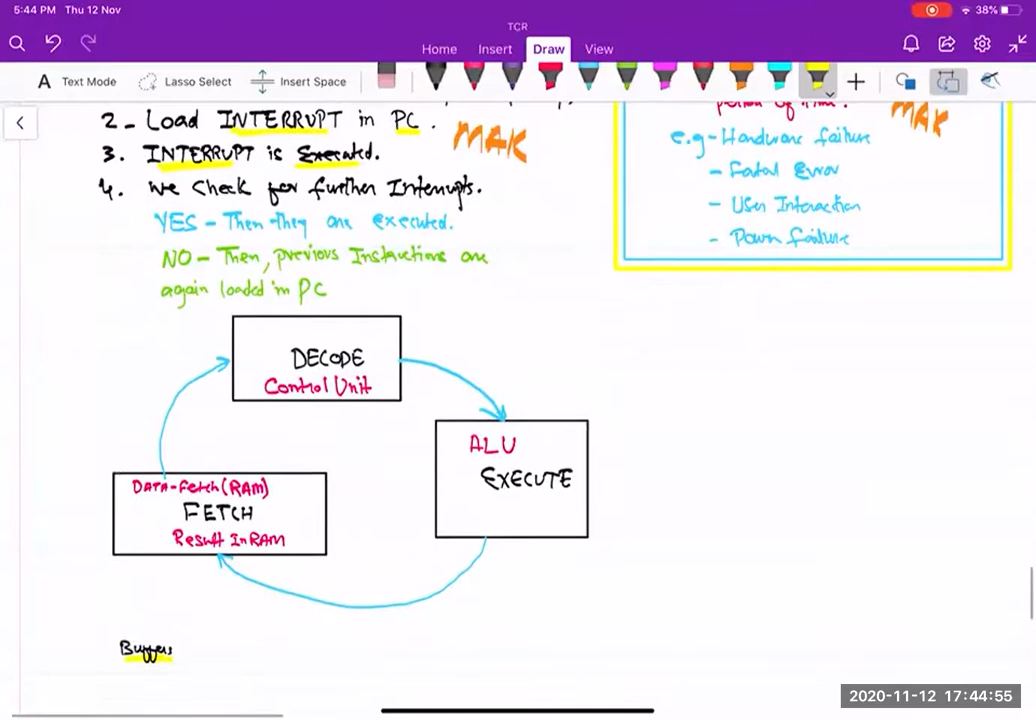 5:44 PM Thu 12 Nov
38%
TCR
Home Insert Draw View
A Text Mode Lasso Select Insert Space
2- Load INTERRUPT in PC.
MAK
3. INTERRUPT is Executed.
4. We Check for further Interrupts.
YES - Then they are executed.
NO - Then, previous Instructions are
again loaded in PC
period of time.
MAK
e.g - Hardware failure
- Fatal Error
- User Interaction
- Power failure
DECODE
Control Unit
ALU
EXECUTE
DATA-Fetch (RAM)
FETCH
Result In RAM
Buffers
2020-11-12 17:44:55